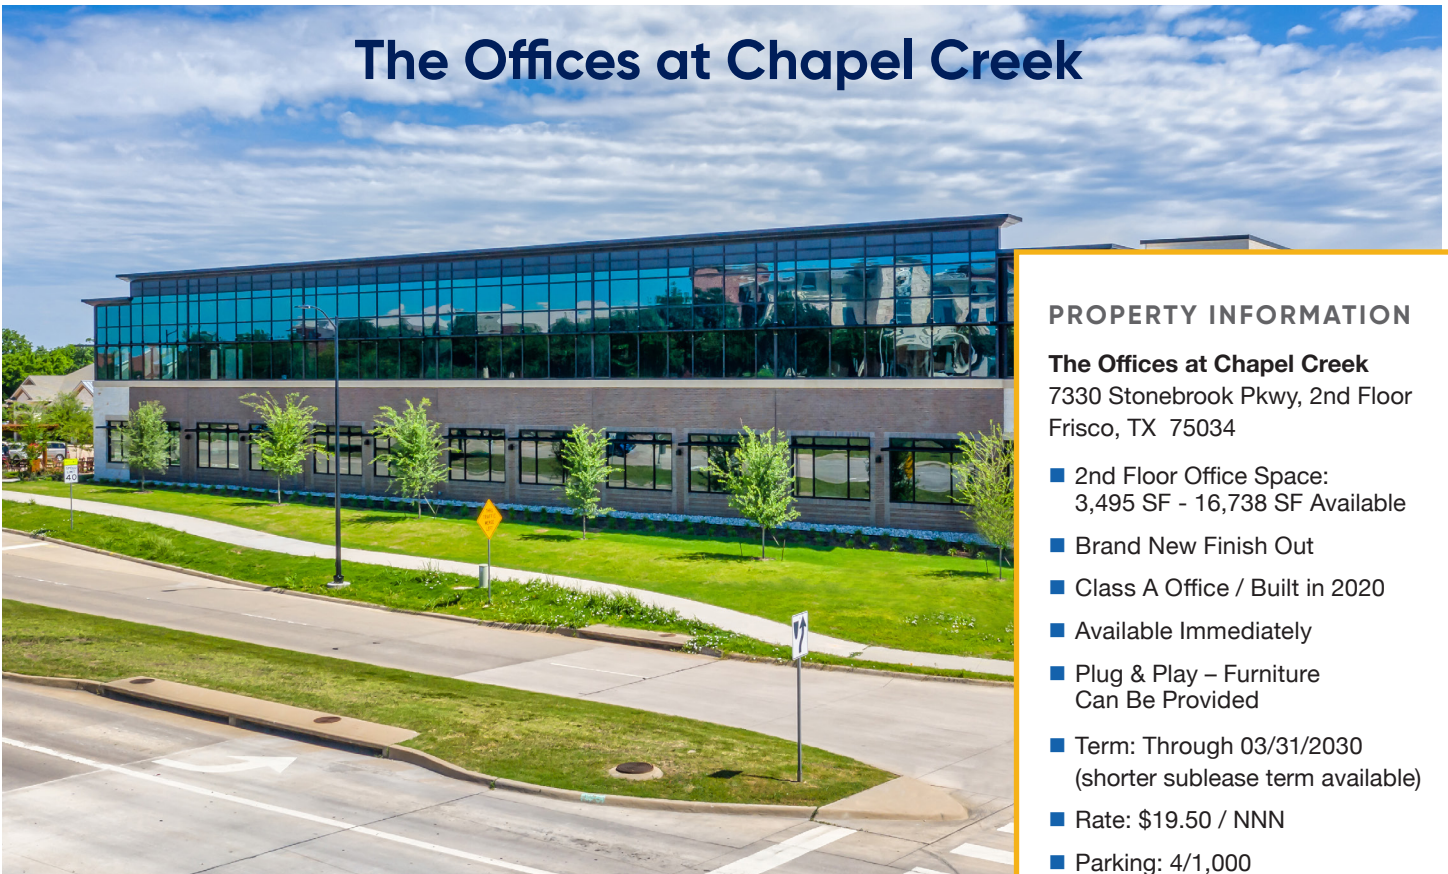 The Offices at Chapel Creek
PROPERTY INFORMATION
The Offices at Chapel Creek
7330 Stonebrook Pkwy, 2nd Floor
Frisco, TX 75034
■ 2nd Floor Office Space:
3,495 SF - 16,738 SF Available
■ Brand New Finish Out
■ Class A Office / Built in 2020
■ Available Immediately
■ Plug & Play – Furniture
Can Be Provided
■ Term: Through 03/31/2030
(shorter sublease term available)
■ Rate: $19.50 / NNN
■ Parking: 4/1,000
40